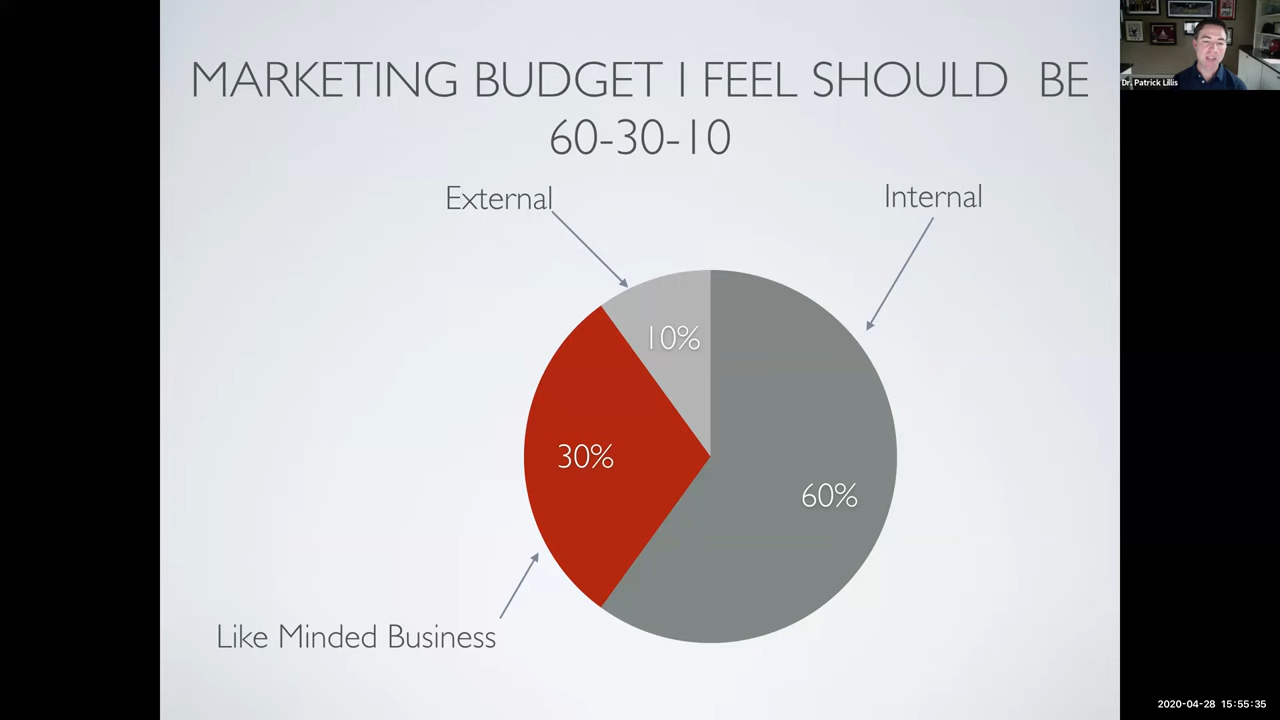 MARKETING BUDGET I FEEL SHOULD BE
60-30-10
External
Internal
10%
30%
60%
Like Minded Business
Dr. Patrick Lillis
2020-04-28 15:55:35